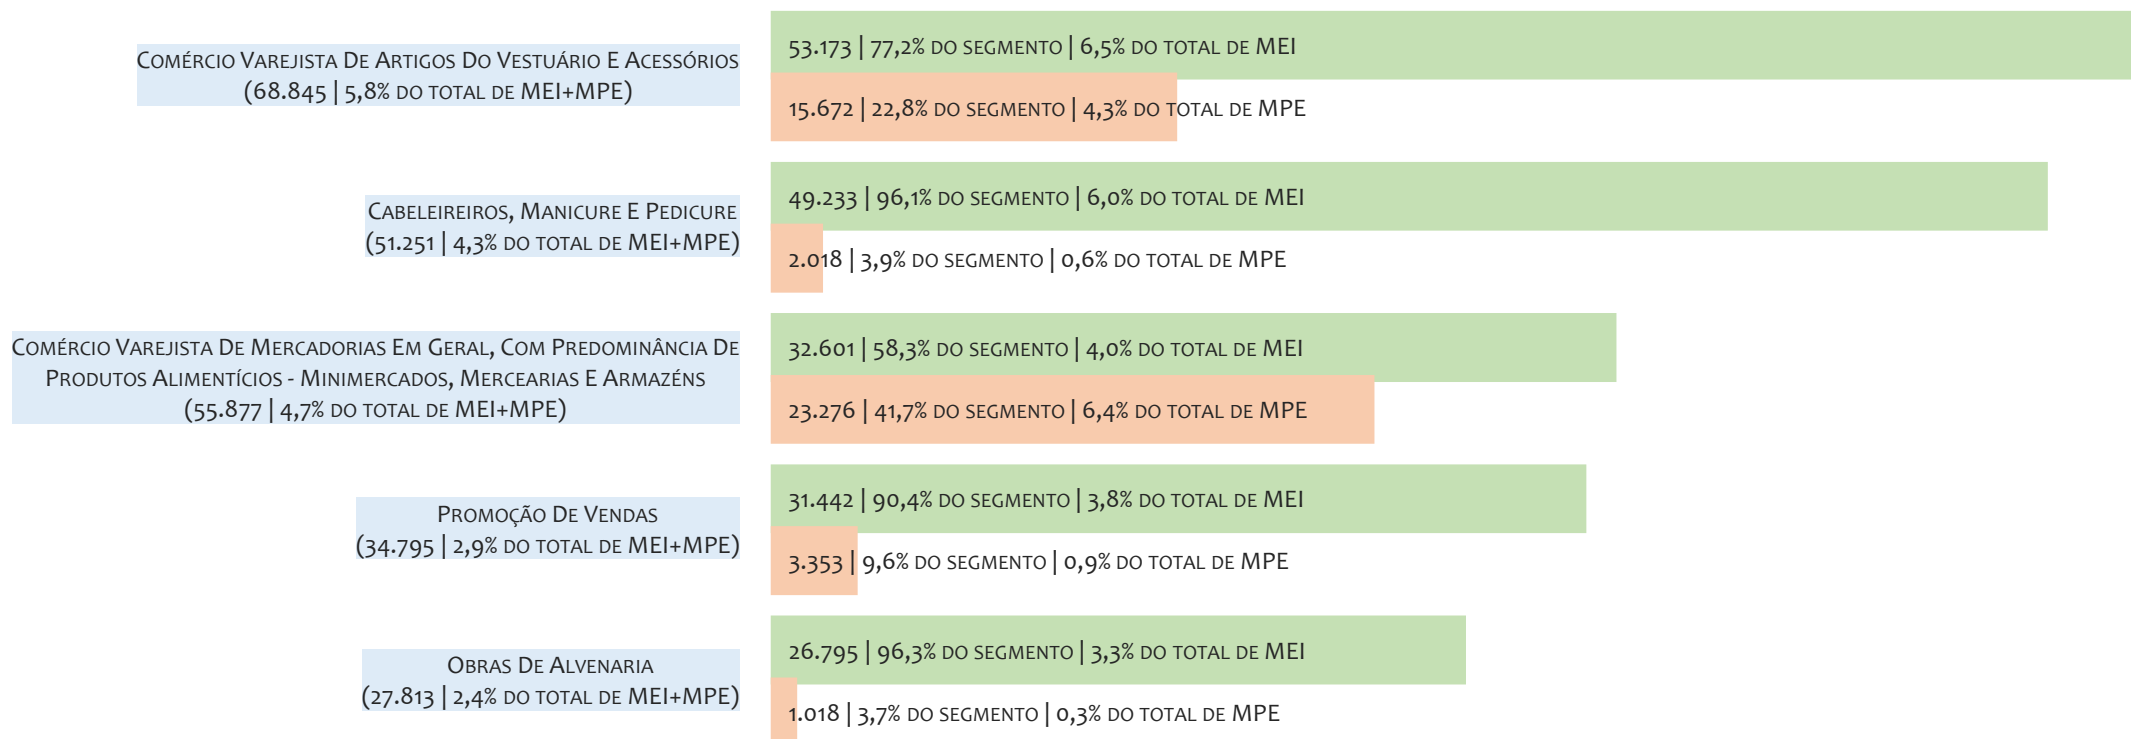 Comércio Varejista De Artigos Do Vestuário E Acessórios
(68.845 | 5,8% do total de MEI+MPE)
53.173 | 77,2% do segmento | 6,5% do total de MEI
15.672 | 22,8% do segmento | 4,3% do total de MPE
Cabeleireiros, Manicure E Pedicure
(51.251 | 4,3% do total de MEI+MPE)
49.233 | 96,1% do segmento | 6,0% do total de MEI
2.018 | 3,9% do segmento | 0,6% do total de MPE
Comércio Varejista De Mercadorias Em Geral, Com Predominância De
Produtos Alimentícios - Minimercados, Mercearias E Armazéns
(55.877 | 4,7% do total de MEI+MPE)
32.601 | 58,3% do segmento | 4,0% do total de MEI
23.276 | 41,7% do segmento | 6,4% do total de MPE
Promoção De Vendas
(34.795 | 2,9% do total de MEI+MPE)
31.442 | 90,4% do segmento | 3,8% do total de MEI
3.353 | 9,6% do segmento | 0,9% do total de MPE
Obras De Alvenaria
(27.813 | 2,4% do total de MEI+MPE)
26.795 | 96,3% do segmento | 3,3% do total de MEI
1.018 | 3,7% do segmento | 0,3% do total de MPE